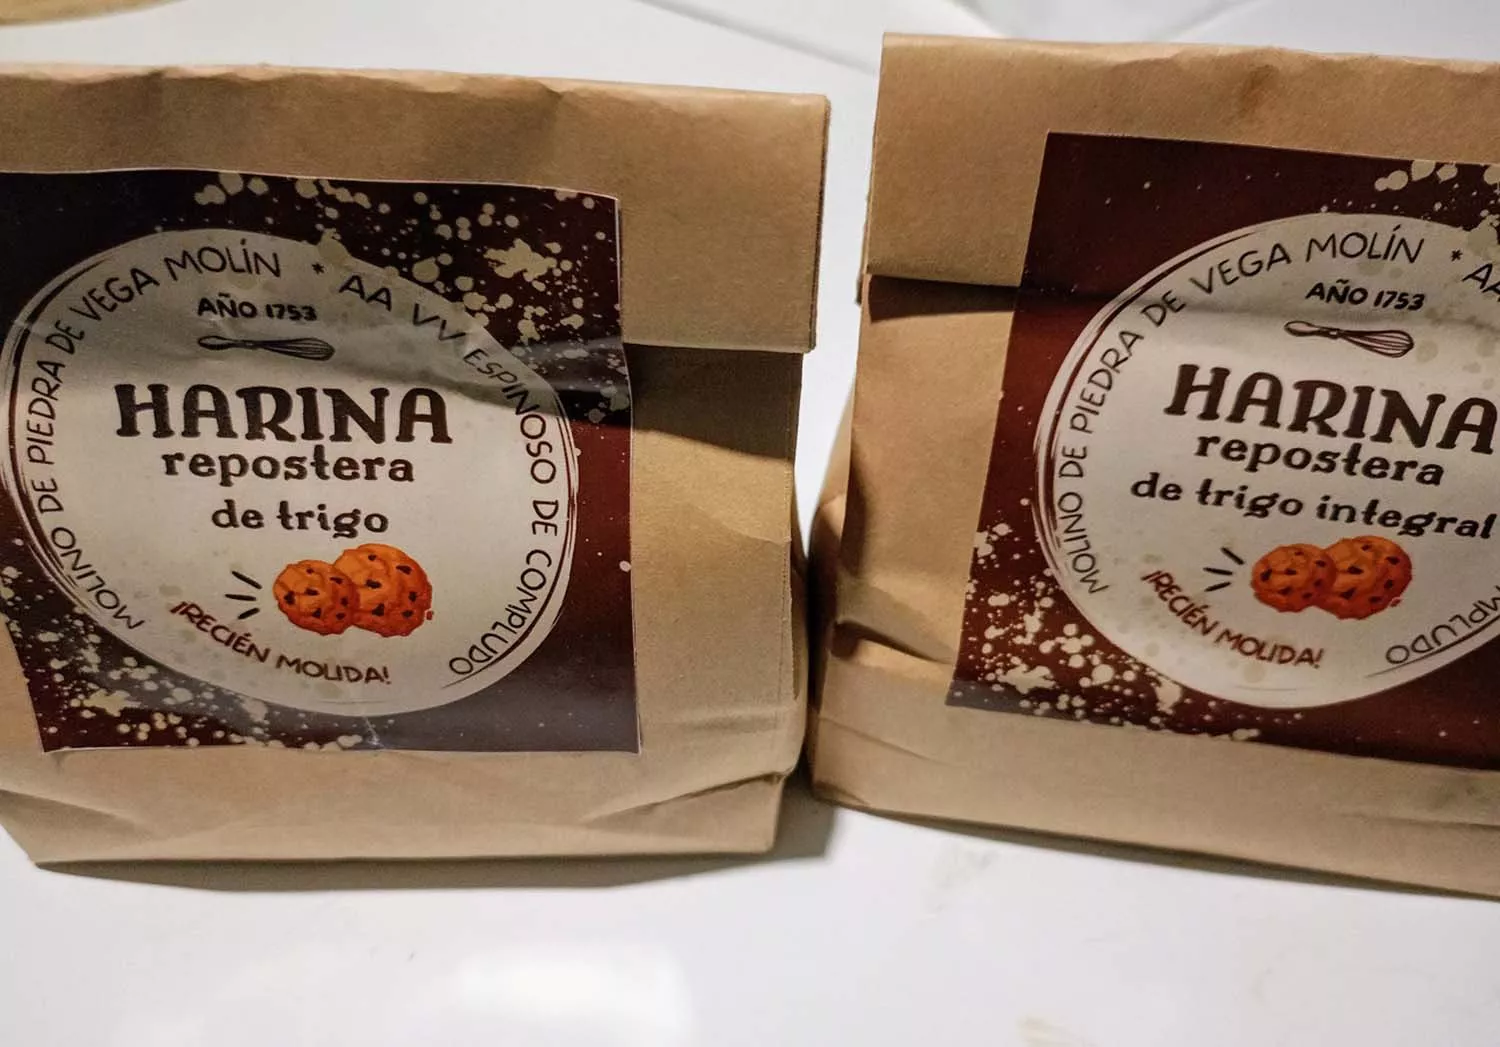 MOLINO DE PIEDRA DE VEGA MOLÍN * AA VV ESPINOSO DE COMPLUDO
AÑO 1753
HARINA
repostera
de trigo
¡RECIÉN MOLIDA!
MOLINO DE PIEDRA DE VEGA MOLÍN * AA
AÑO 1753
HARINA
repostera
de trigo integral
¡RECIÉN MOLIDA!
MPLUDO